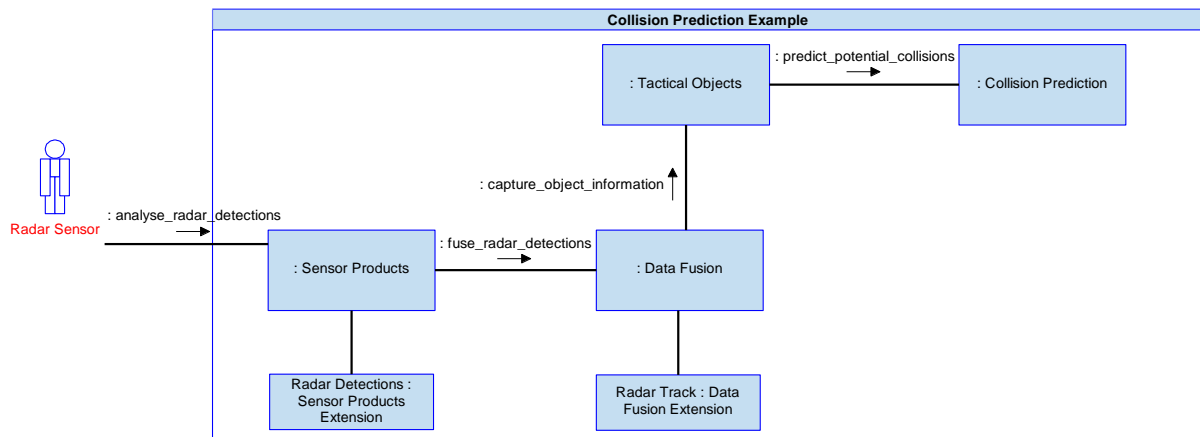 Collision Prediction Example
: predict_potential_collisions
: Tactical Objects
: Collision Prediction
: capture_object_information
: analyse_radar_detections
Radar Sensor
: fuse_radar_detections
: Sensor Products
: Data Fusion
Radar Detections :
Sensor Products
Extension
Radar Track : Data
Fusion Extension